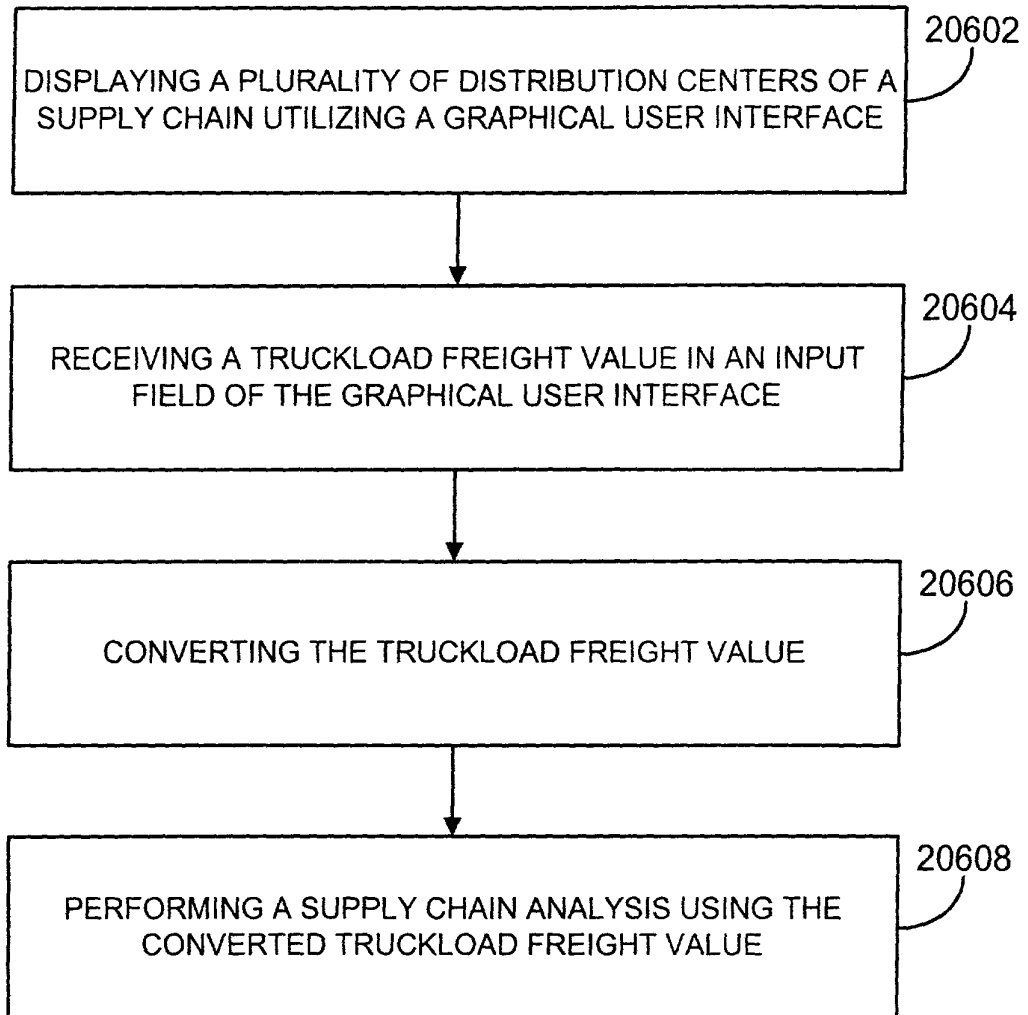 20602
DISPLAYING A PLURALITY OF DISTRIBUTION CENTERS OF A
SUPPLY CHAIN UTILIZING A GRAPHICAL USER INTERFACE
20604
RECEIVING A TRUCKLOAD FREIGHT VALUE IN AN INPUT
FIELD OF THE GRAPHICAL USER INTERFACE
20606
CONVERTING THE TRUCKLOAD FREIGHT VALUE
20608
PERFORMING A SUPPLY CHAIN ANALYSIS USING THE
CONVERTED TRUCKLOAD FREIGHT VALUE